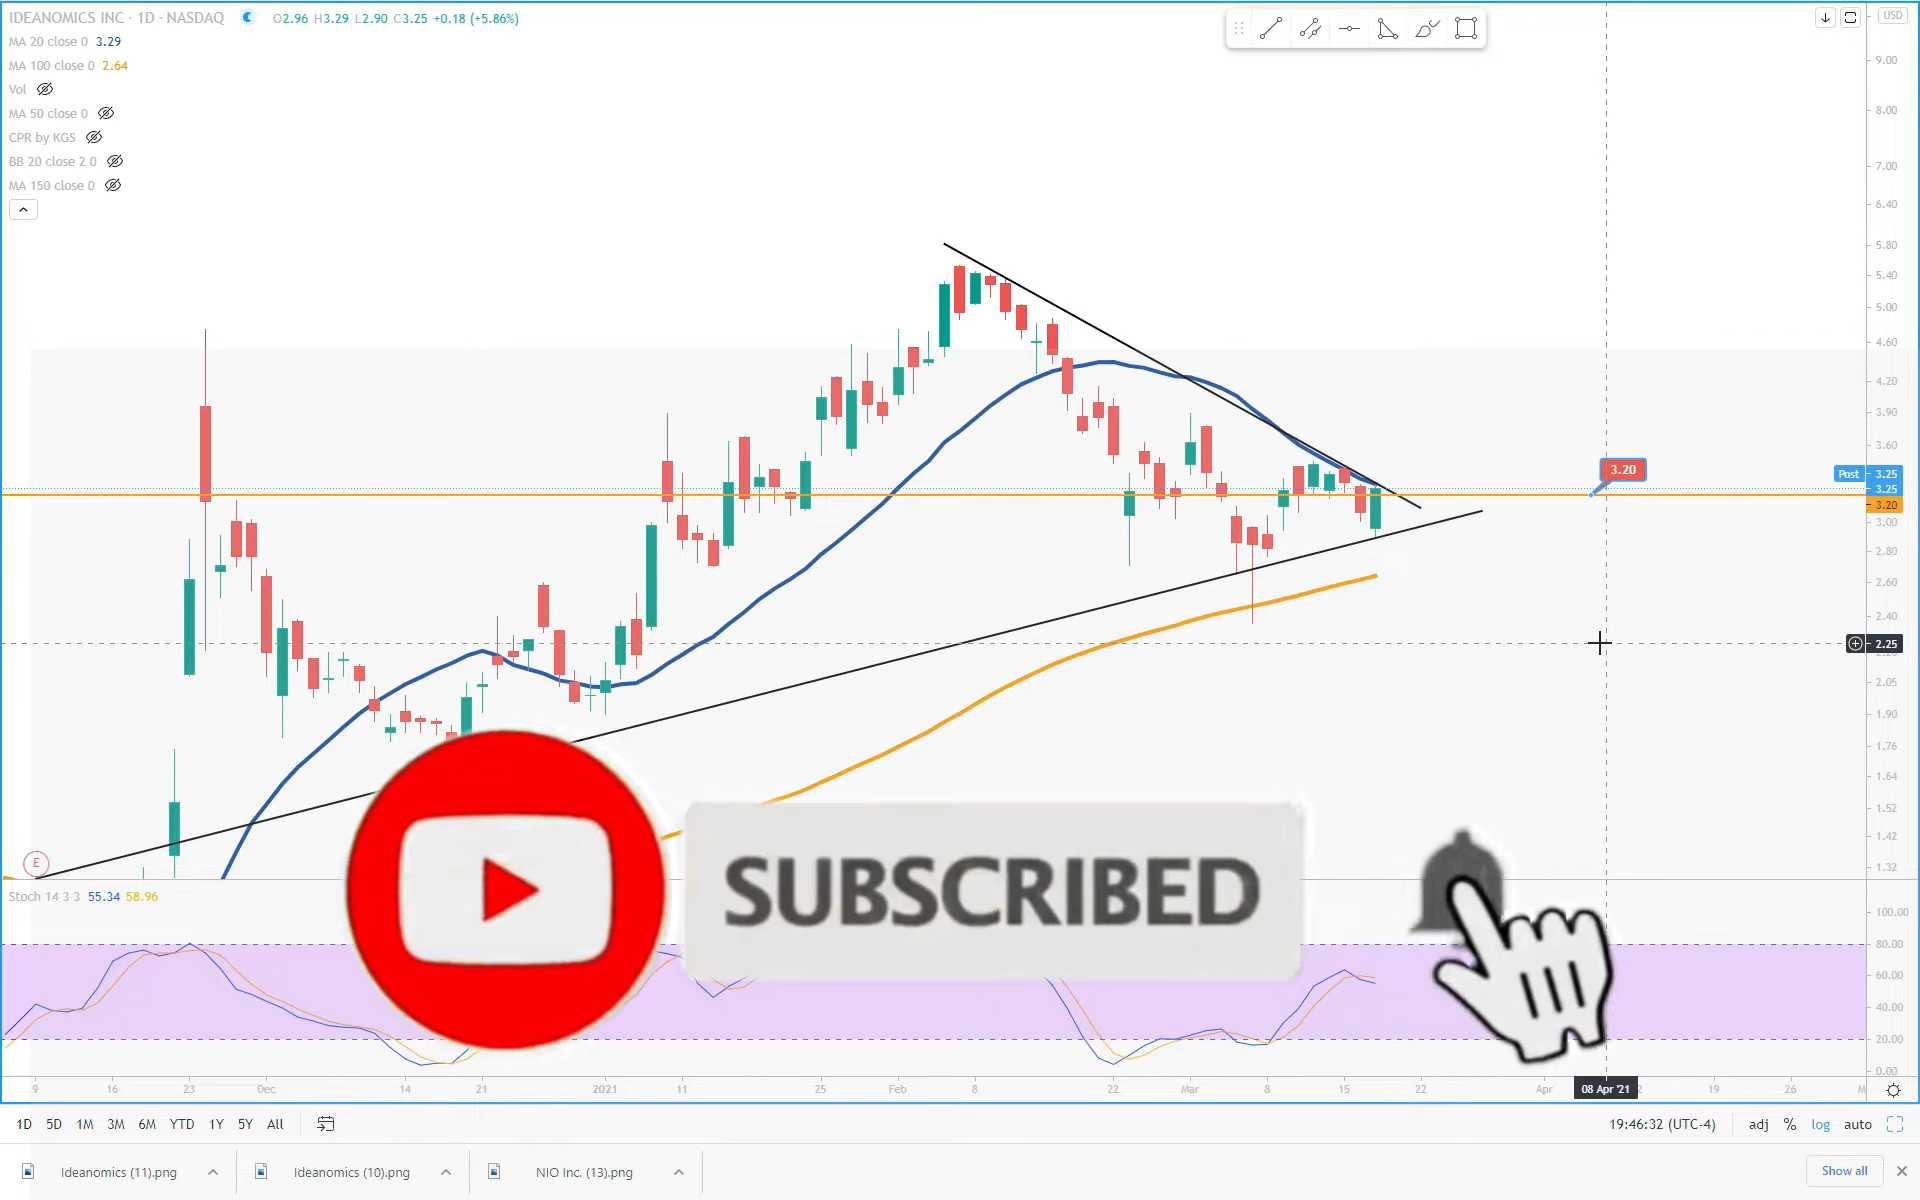 IDEANOMICS INC · 1D · NASDAQ O2.96 H3.29 L2.90 C3.25 +0.18 (+5.86%)
MA 20 close 0 3.29
MA 100 close 0 2.64
Vol
MA 50 close 0
CPR by KGS
BB 20 close 2 0
MA 150 close 0
USD
9.00
8.00
7.00
6.40
5.80
5.40
5.00
4.60
4.20
3.90
3.60
3.20
Post 3.25
3.25
3.20
3.00
2.80
2.60
2.40
2.25
2.05
1.90
1.76
1.64
1.52
1.42
1.32
E
SUBSCRIBED
Stoch 14 3 3 55.34 58.96
100.00
80.00
60.00
40.00
20.00
0.00
9 16 23 Dec 14 21 2021 11 25 Feb 8 22 Mar 8 15 22 Apr 08 Apr '21 19 26
1D 5D 1M 3M 6M YTD 1Y 5Y All 19:46:32 (UTC-4) adj % log auto
Ideanomics (11).png Ideanomics (10).png NIO Inc. (13).png Show all